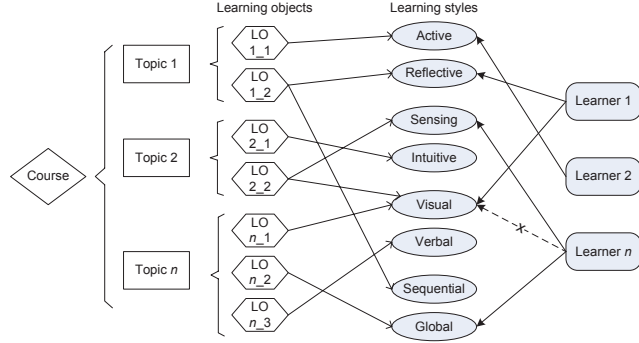 Learning objects
Learning styles
LO
1_1
Active
Topic 1
LO
1_2
Reflective
Learner 1
Sensing
LO
2_1
Topic 2
Intuitive
Learner 2
Course
LO
2_2
Visual
LO
n_1
x
Verbal
Learner n
Topic n
LO
n_2
Sequential
LO
n_3
Global